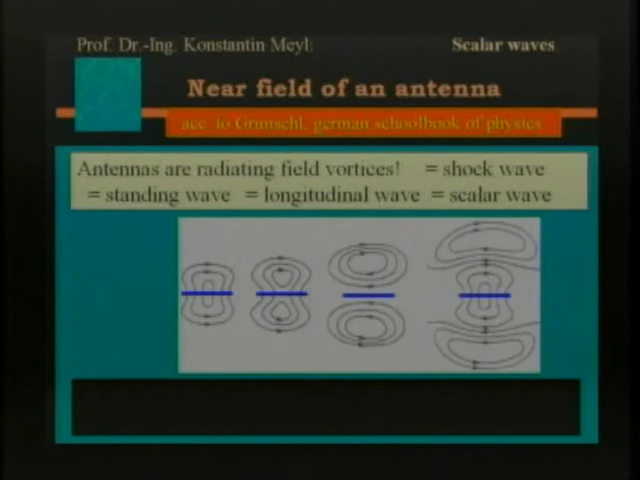 Prof. Dr.-Ing. Konstantin Meyl: Scalar waves
Near field of an antenna
acc. to Grimsehl, german schoolbook of physics
Antennas are radiating field vortices! = shock wave
= standing wave = longitudinal wave = scalar wave